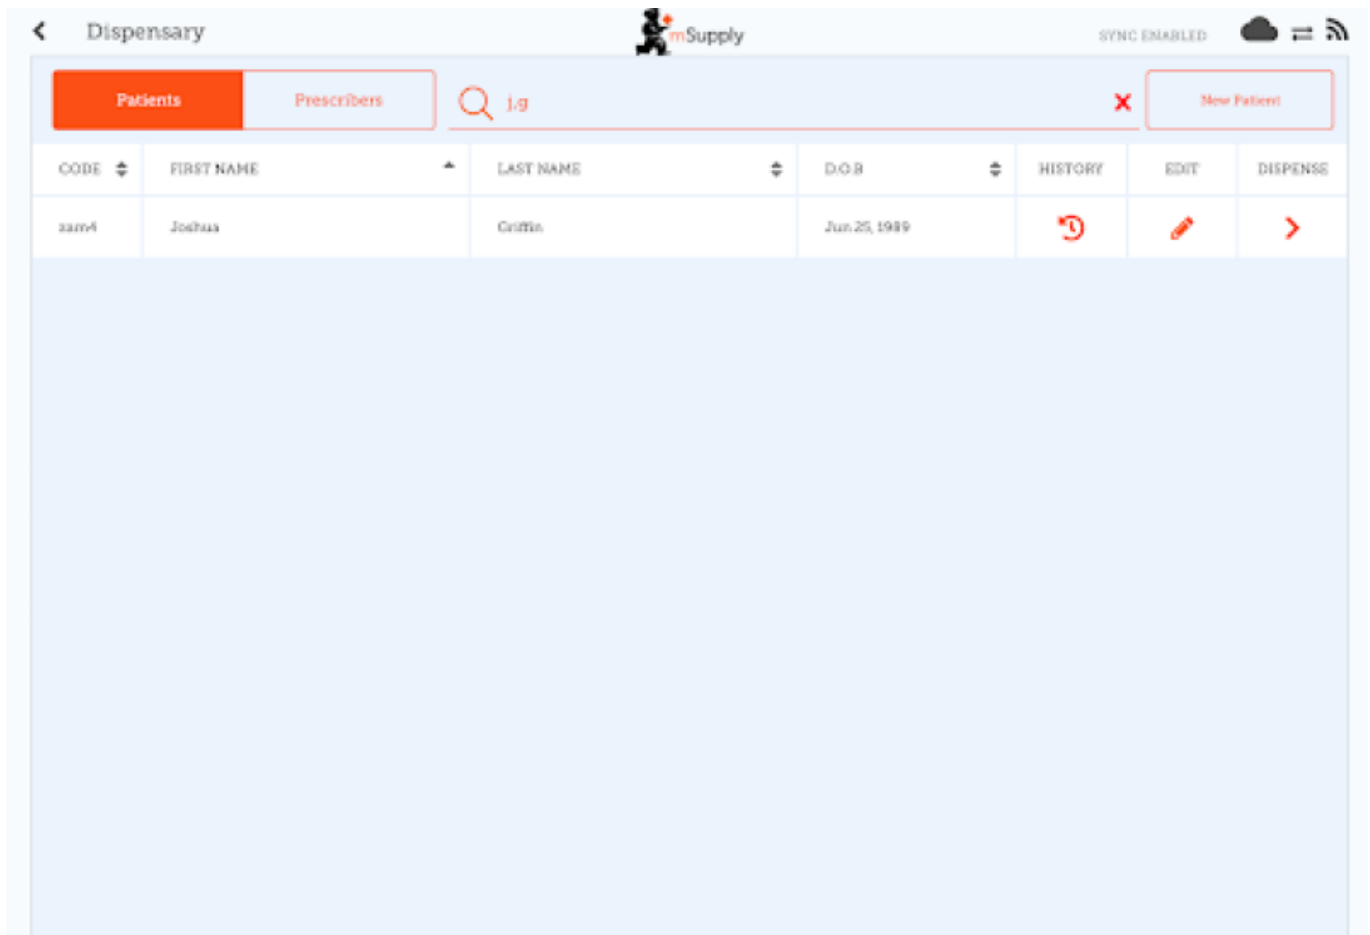 Dispensary
mSupply
SYNC ENABLED
Patients
Prescribers
j,g
New Patient
CODE FIRST NAME LAST NAME D.O.B HISTORY EDIT DISPENSE
Joshua Griffin Jun 25, 1989